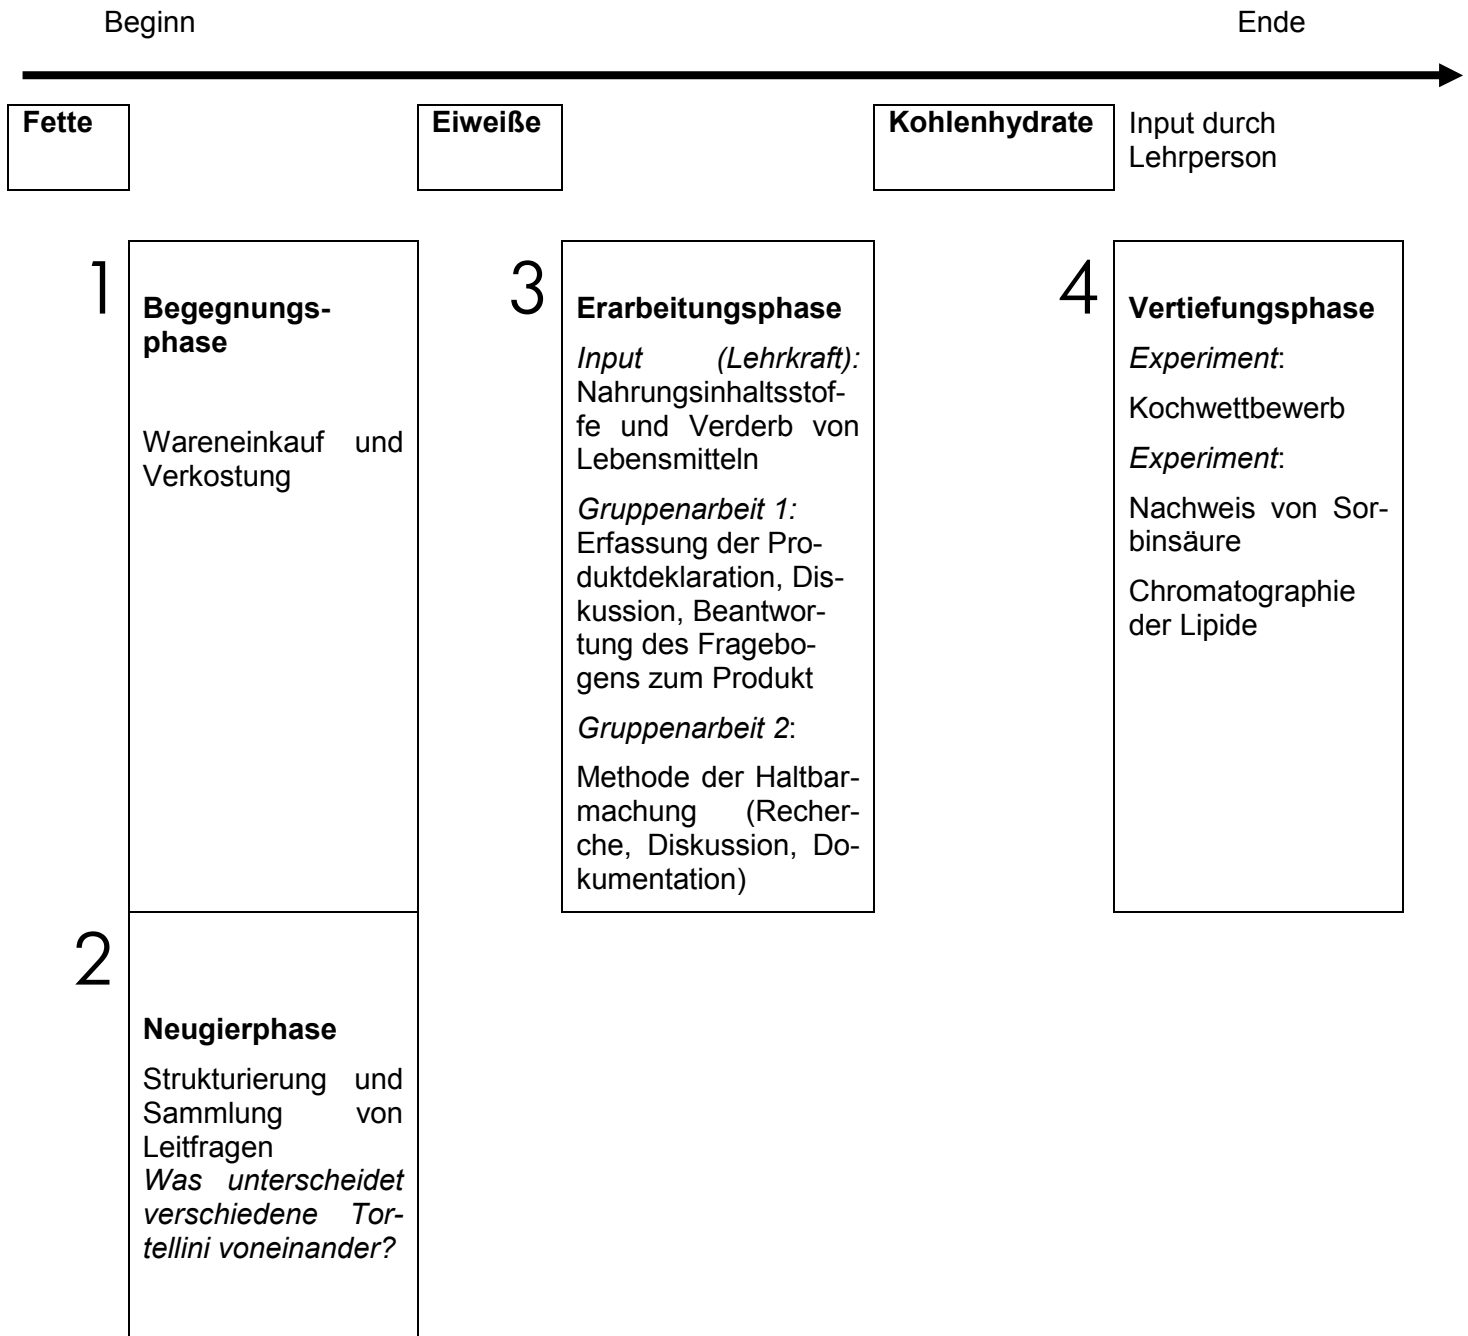 Beginn
Ende
Fette
Eiweiße
Kohlenhydrate
Input durch
Lehrperson
1
Begegnungs-
phase
Wareneinkauf und
Verkostung
2
Neugierphase
Strukturierung und
Sammlung von
Leitfragen
Was unterscheidet
verschiedene Tor-
tellini voneinander?
3
Erarbeitungsphase
Input (Lehrkraft):
Nahrungsinhaltsstof-
fe und Verderb von
Lebensmitteln
Gruppenarbeit 1:
Erfassung der Pro-
duktdeklaration, Dis-
kussion, Beantwor-
tung des Fragebo-
gens zum Produkt
Gruppenarbeit 2:
Methode der Haltbar-
machung (Recher-
che, Diskussion, Do-
kumentation)
4
Vertiefungsphase
Experiment:
Kochwettbewerb
Experiment:
Nachweis von Sor-
binsäure
Chromatographie
der Lipide